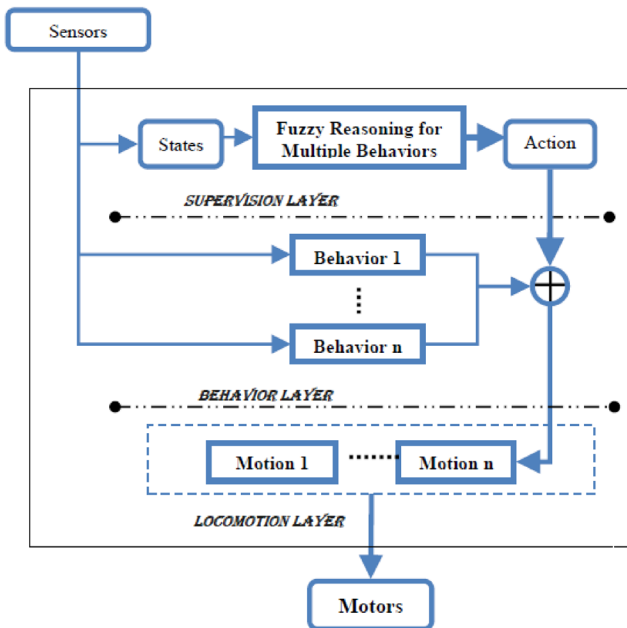 Sensors
States
Fuzzy Reasoning for
Multiple Behaviors
Action
SUPERVISION LAYER
Behavior 1
Behavior n
BEHAVIOR LAYER
Motion 1
Motion n
LOCOMOTION LAYER
Motors